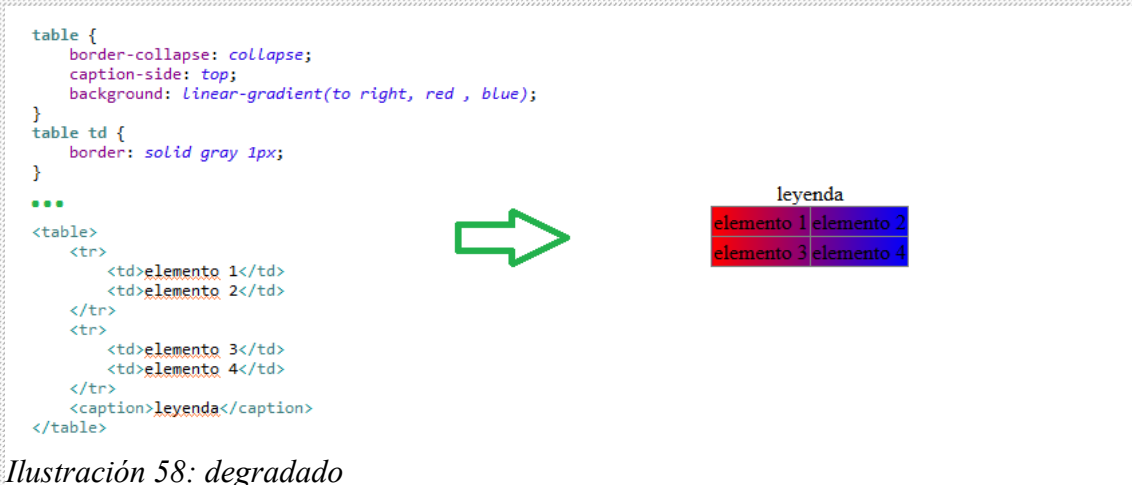 table {
    border-collapse: collapse;
    caption-side: top;
    background: linear-gradient(to right, red , blue);
}
table td {
    border: solid gray 1px;
}
...
<table>
    <tr>
        <td>elemento 1</td>
        <td>elemento 2</td>
    </tr>
    <tr>
        <td>elemento 3</td>
        <td>elemento 4</td>
    </tr>
    <caption>leyenda</caption>
</table>
leyenda
elemento 1 elemento 2
elemento 3 elemento 4
Ilustración 58: degradado